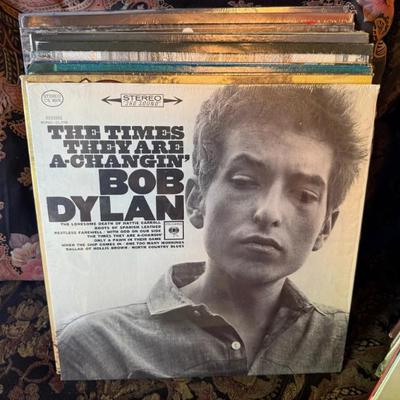 STEREO
THE TIMES
THEY ARE
A-CHANGIN'
BOB
DYLAN
THE LONESOME DEATH OF HATTIE CARROLL
BOOTS OF SPANISH LEATHER
RESTLESS FAREWELL · WITH GOD ON OUR SIDE
THE TIMES THEY ARE A-CHANGIN'
ONLY A PAWN IN THEIR GAME
WHEN THE SHIP COMES IN · ONE TOO MANY MORNINGS
BALLAD OF HOLLIS BROWN · NORTH COUNTRY BLUES